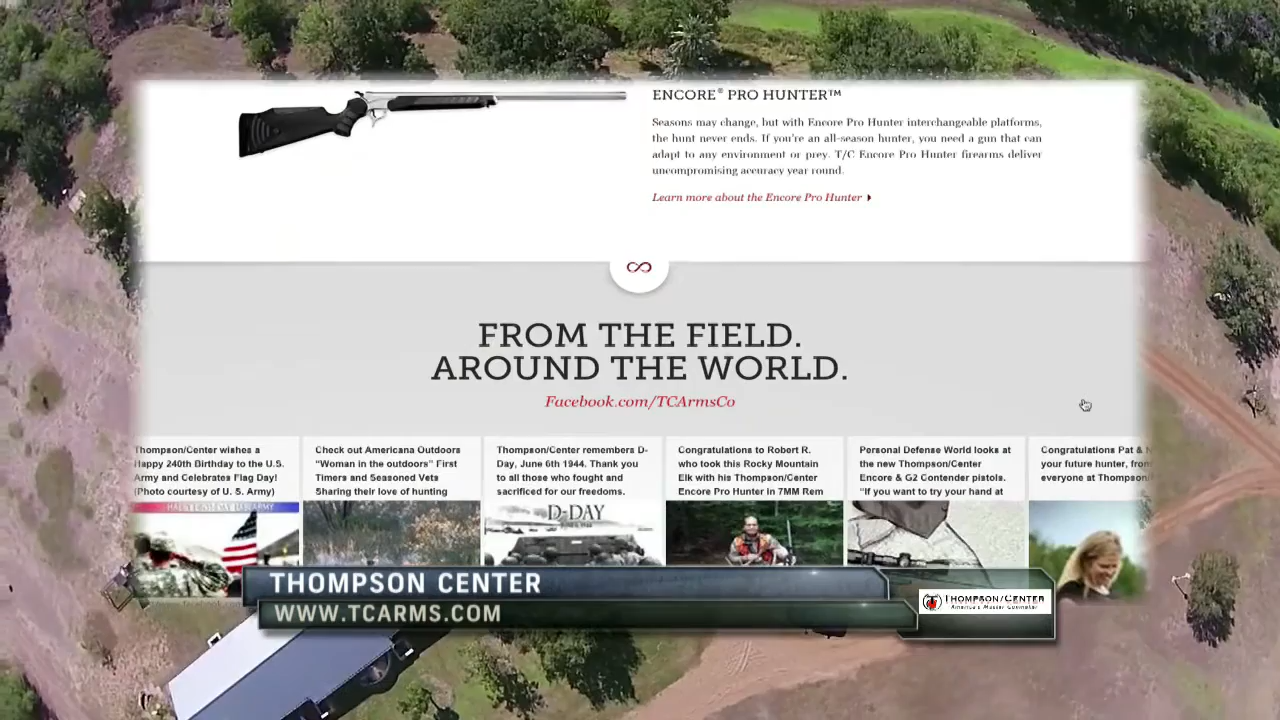 ENCORE® PRO HUNTER™
Seasons may change, but with Encore Pro Hunter interchangeable platforms,
the hunt never ends. If you're an all-season hunter, you need a gun that can
adapt to any environment or prey. T/C Encore Pro Hunter firearms deliver
uncompromising accuracy year round.
Learn more about the Encore Pro Hunter
FROM THE FIELD.
AROUND THE WORLD.
Facebook.com/TCArmsCo
Thompson/Center wishes a
Happy 240th Birthday to the U.S.
Army and Celebrates Flag Day!
(Photo courtesy of U. S. Army)
Check out Americana Outdoors
"Woman in the outdoors" First
Timers and Seasoned Vets
Sharing their love of hunting
Thompson/Center remembers D-
Day, June 6th 1944. Thank you
to all those who fought and
sacrificed for our freedoms.
D-DAY
Congratulations to Robert R.
who took this Rocky Mountain
Elk with his Thompson/Center
Encore Pro Hunter in 7MM Rem
Personal Defense World looks at
the new Thompson/Center
Encore & G2 Contender pistols.
"If you want to try your hand at
Congratulations Pat &
your future hunter, from
everyone at Thompson/
THOMPSON CENTER
WWW.TCARMS.COM
THOMPSON/CENTER
America's Master Gunmaker